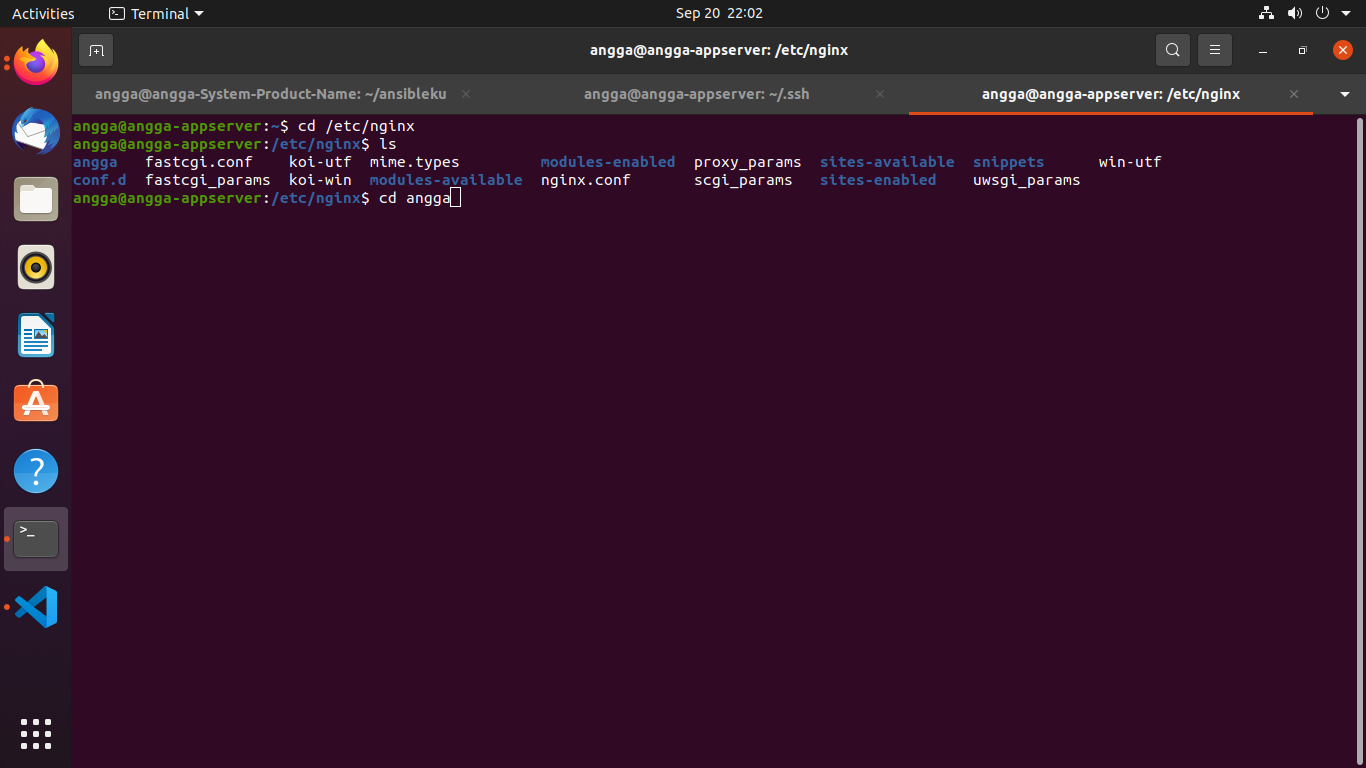 Activities Terminal Sep 20 22:02
angga@angga-appserver: /etc/nginx
angga@angga-System-Product-Name: ~/ansibleku angga@angga-appserver: ~/.ssh angga@angga-appserver: /etc/nginx
angga@angga-appserver:~$ cd /etc/nginx
angga@angga-appserver:/etc/nginx$ ls
angga fastcgi.conf koi-utf mime.types modules-enabled proxy_params sites-available snippets win-utf
conf.d fastcgi_params koi-win modules-available nginx.conf scgi_params sites-enabled uwsgi_params
angga@angga-appserver:/etc/nginx$ cd angga